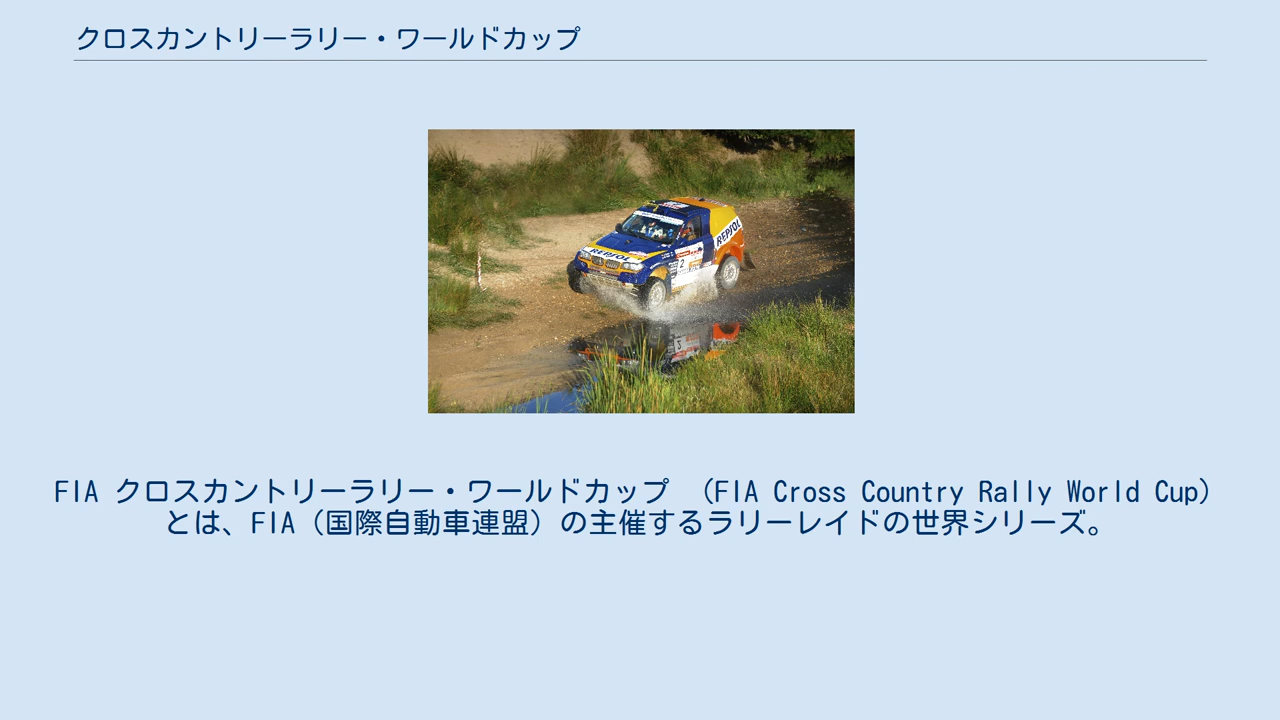 クロスカントリーラリー・ワールドカップ
REPSOL
REPSOL
2
FIA クロスカントリーラリー・ワールドカップ (FIA Cross Country Rally World Cup)
とは、FIA（国際自動車連盟）の主催するラリーレイドの世界シリーズ。